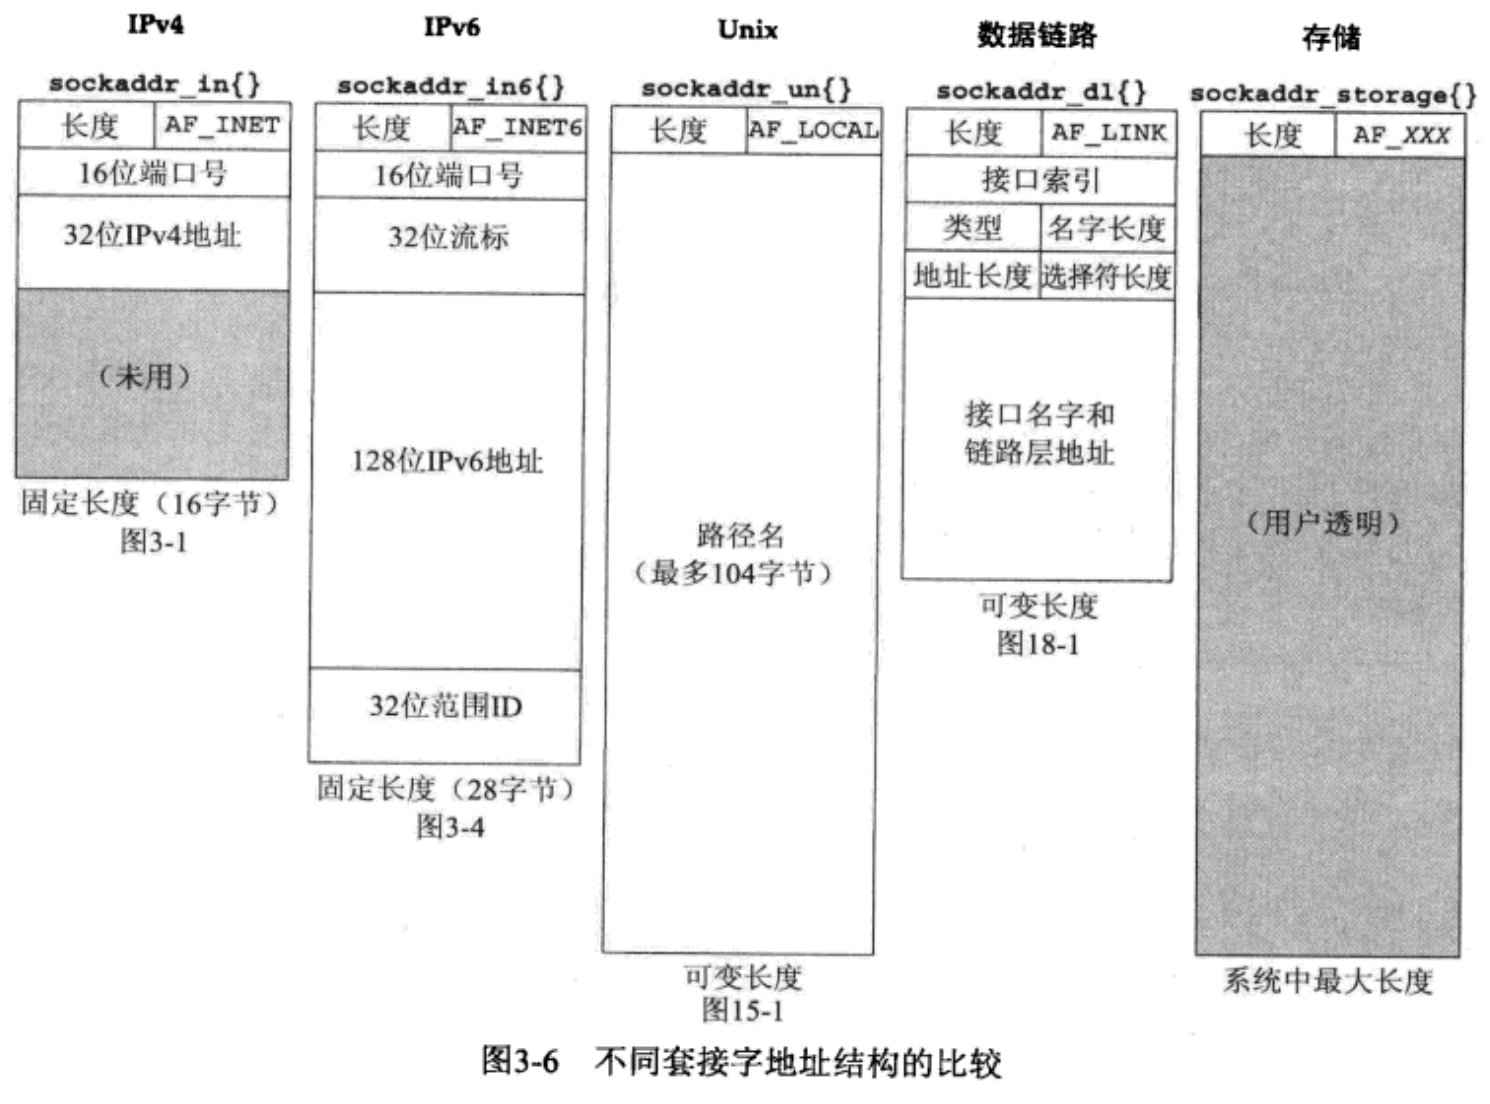 IPv4
sockaddr_in{}
长度 AF_INET
16位端口号
32位IPv4地址
（未用）
固定长度（16字节）
图3-1
IPv6
sockaddr_in6{}
长度 AF_INET6
16位端口号
32位流标
128位IPv6地址
32位范围ID
固定长度（28字节）
图3-4
Unix
sockaddr_un{}
长度 AF_LOCAL
路径名
（最多104字节）
可变长度
图15-1
数据链路
sockaddr_dl{}
长度 AF_LINK
接口索引
类型 名字长度
地址长度 选择符长度
接口名字和
链路层地址
可变长度
图18-1
存储
sockaddr_storage{}
长度 AF_XXX
（用户透明）
系统中最大长度
图3-6 不同套接字地址结构的比较